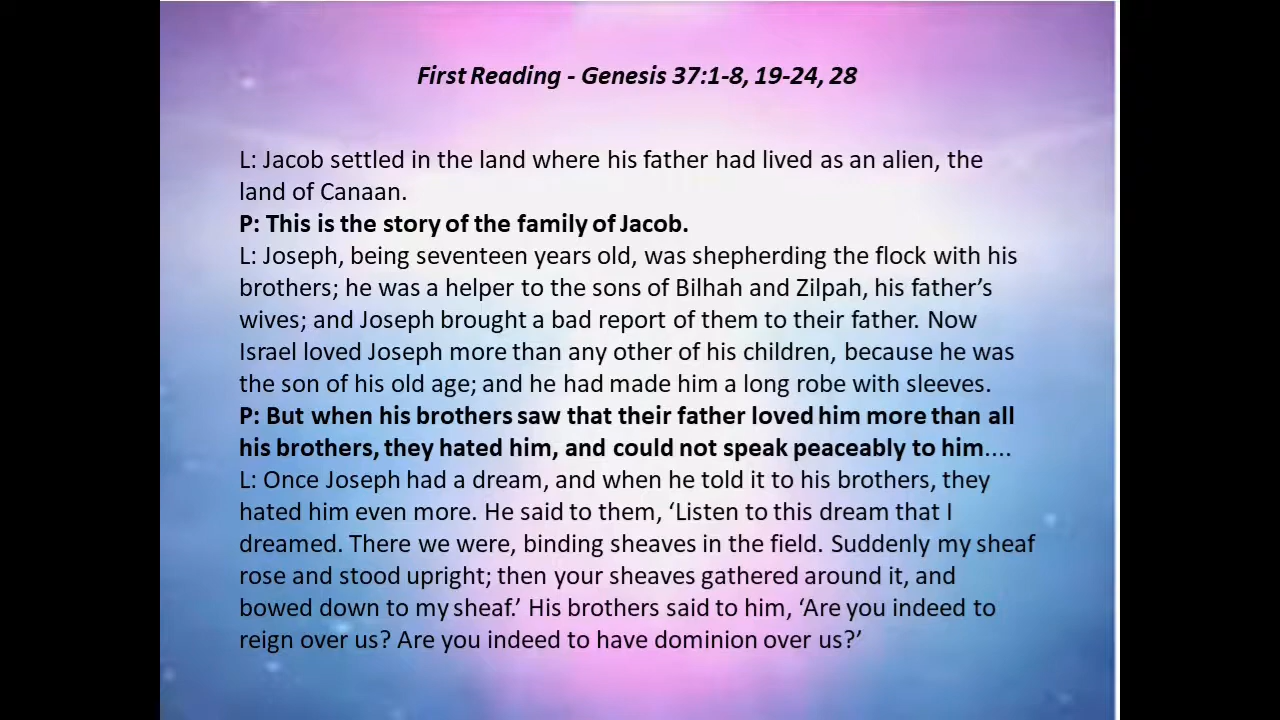 First Reading - Genesis 37:1-8, 19-24, 28
L: Jacob settled in the land where his father had lived as an alien, the
land of Canaan.
P: This is the story of the family of Jacob.
L: Joseph, being seventeen years old, was shepherding the flock with his
brothers; he was a helper to the sons of Bilhah and Zilpah, his father’s
wives; and Joseph brought a bad report of them to their father. Now
Israel loved Joseph more than any other of his children, because he was
the son of his old age; and he had made him a long robe with sleeves.
P: But when his brothers saw that their father loved him more than all
his brothers, they hated him, and could not speak peaceably to him....
L: Once Joseph had a dream, and when he told it to his brothers, they
hated him even more. He said to them, ‘Listen to this dream that I
dreamed. There we were, binding sheaves in the field. Suddenly my sheaf
rose and stood upright; then your sheaves gathered around it, and
bowed down to my sheaf.’ His brothers said to him, ‘Are you indeed to
reign over us? Are you indeed to have dominion over us?’